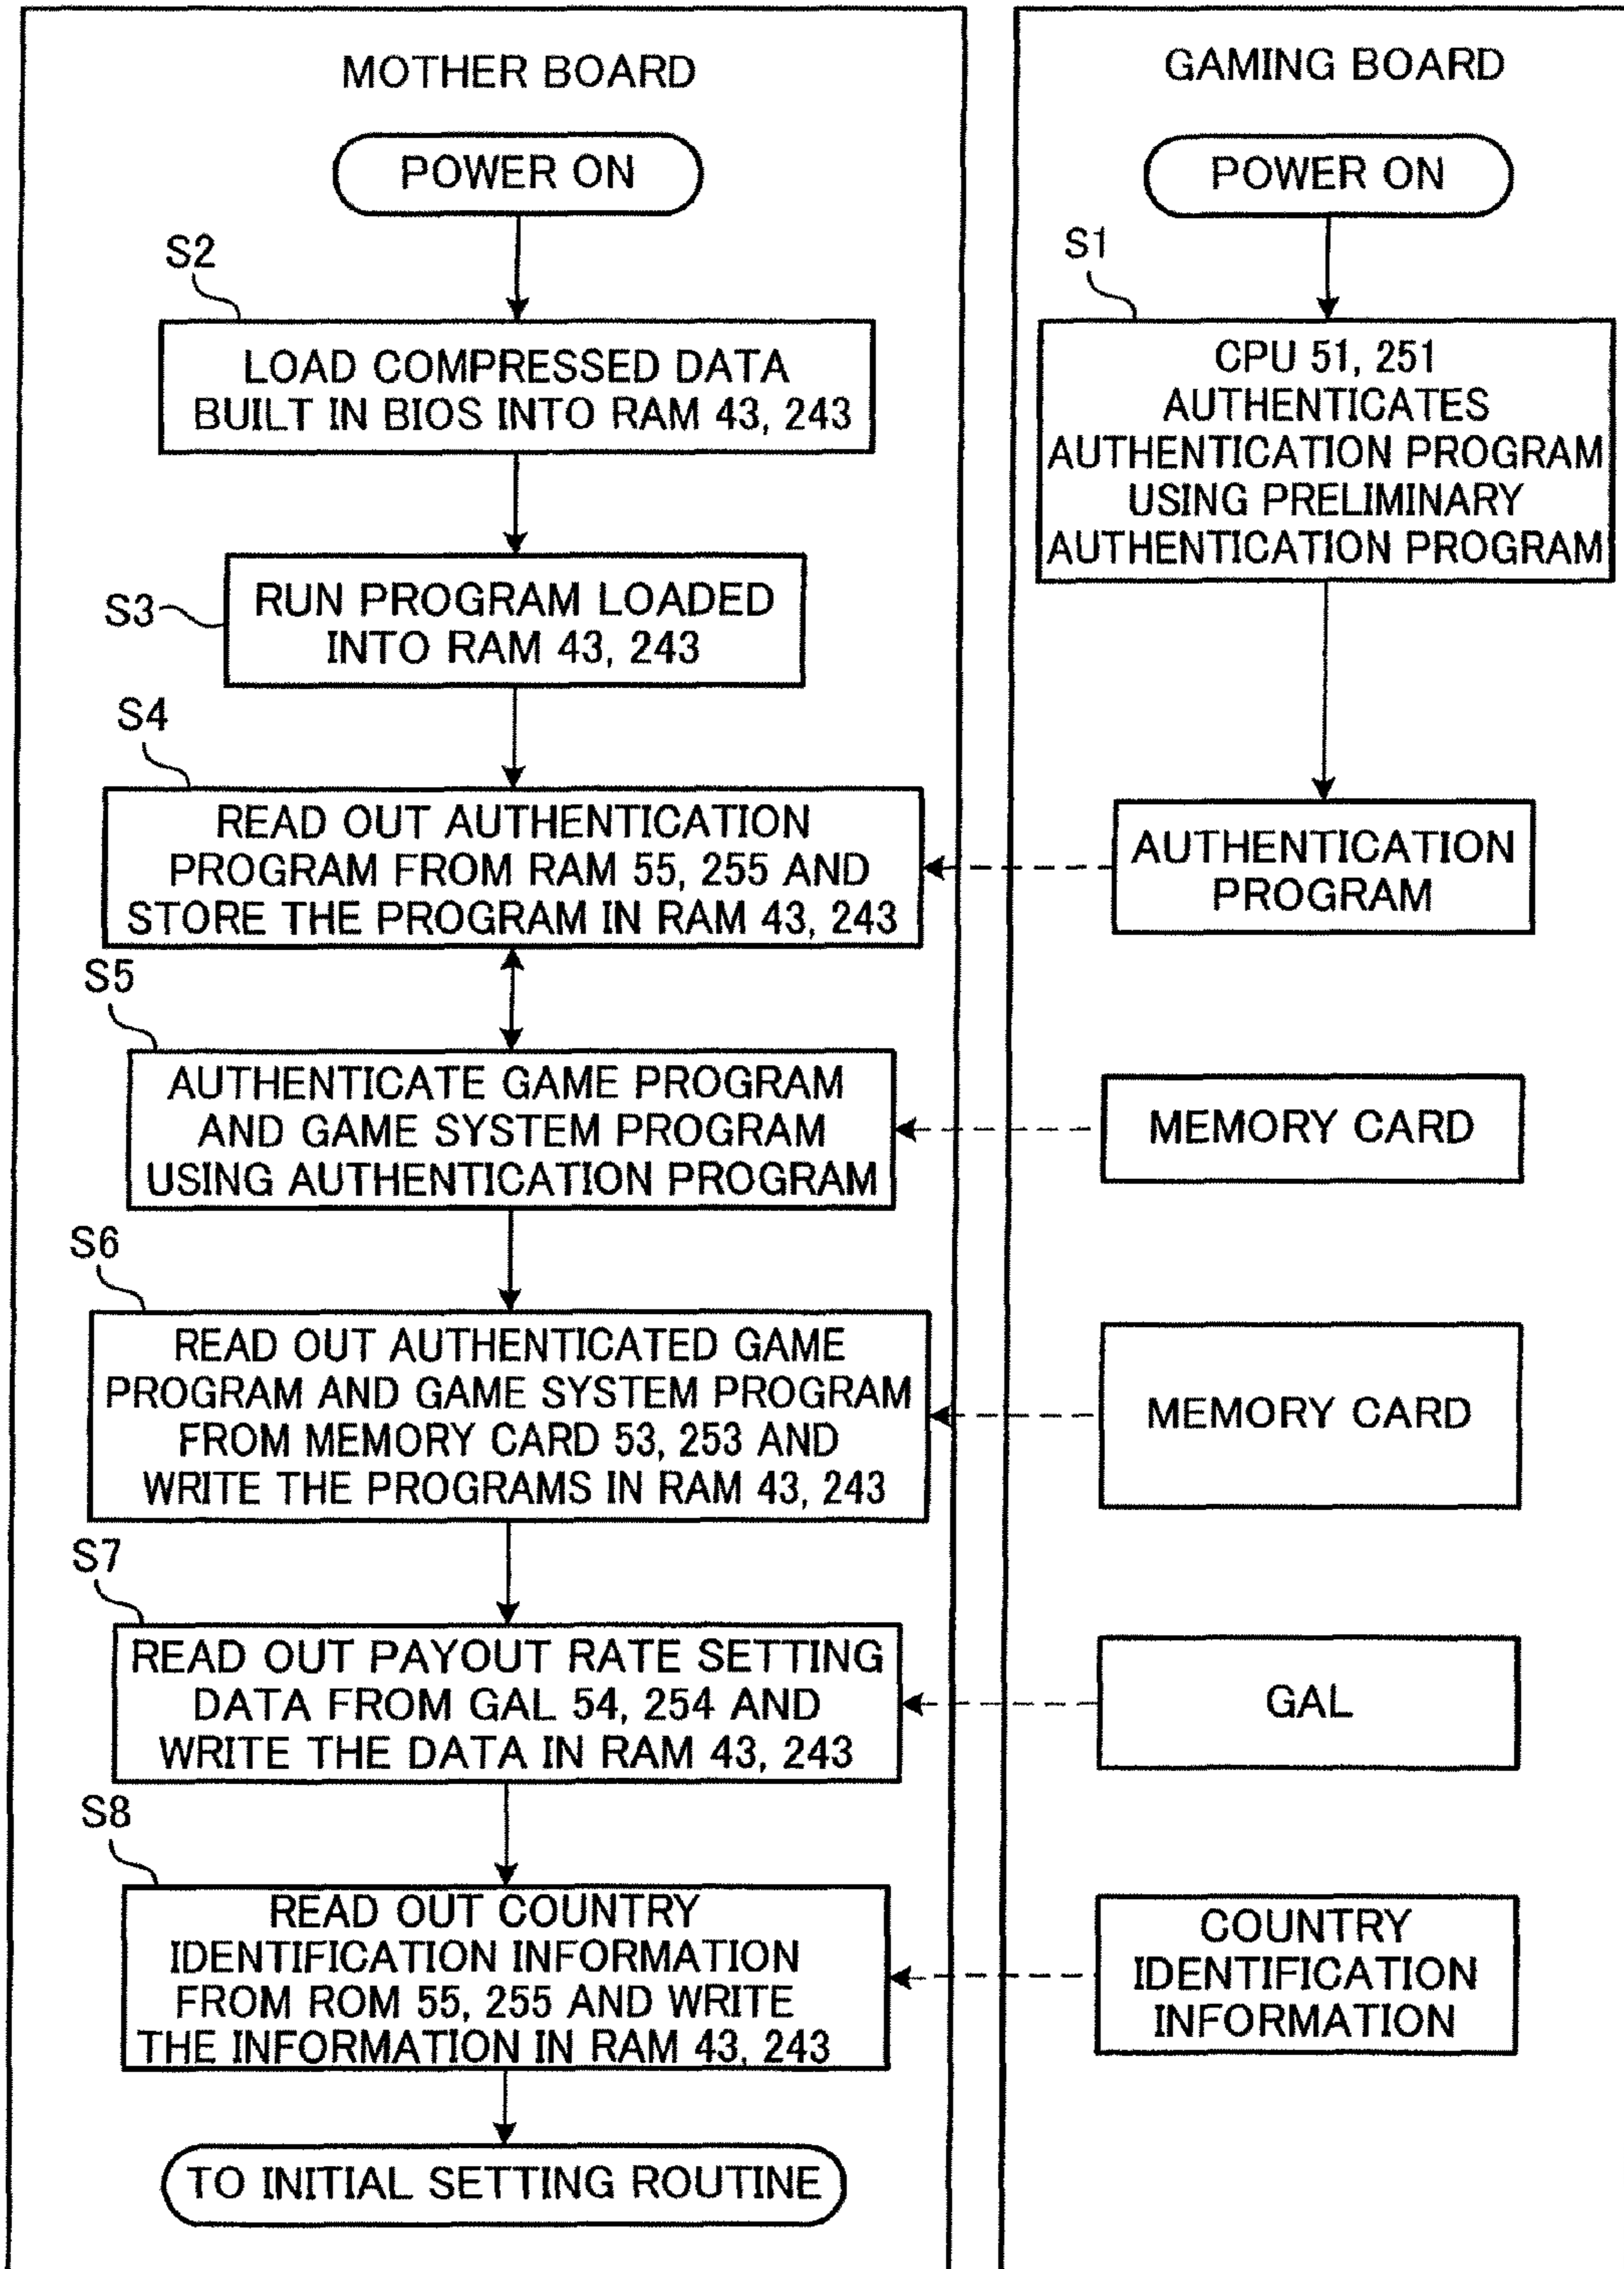 MOTHER BOARD
POWER ON
S2
LOAD COMPRESSED DATA
BUILT IN BIOS INTO RAM 43, 243
S3
RUN PROGRAM LOADED
INTO RAM 43, 243
S4
READ OUT AUTHENTICATION
PROGRAM FROM RAM 55, 255 AND
STORE THE PROGRAM IN RAM 43, 243
S5
AUTHENTICATE GAME PROGRAM
AND GAME SYSTEM PROGRAM
USING AUTHENTICATION PROGRAM
S6
READ OUT AUTHENTICATED GAME
PROGRAM AND GAME SYSTEM PROGRAM
FROM MEMORY CARD 53, 253 AND
WRITE THE PROGRAMS IN RAM 43, 243
S7
READ OUT PAYOUT RATE SETTING
DATA FROM GAL 54, 254 AND
WRITE THE DATA IN RAM 43, 243
S8
READ OUT COUNTRY
IDENTIFICATION INFORMATION
FROM ROM 55, 255 AND WRITE
THE INFORMATION IN RAM 43, 243
TO INITIAL SETTING ROUTINE
GAMING BOARD
POWER ON
S1
CPU 51, 251
AUTHENTICATES
AUTHENTICATION PROGRAM
USING PRELIMINARY
AUTHENTICATION PROGRAM
AUTHENTICATION
PROGRAM
MEMORY CARD
MEMORY CARD
GAL
COUNTRY
IDENTIFICATION
INFORMATION